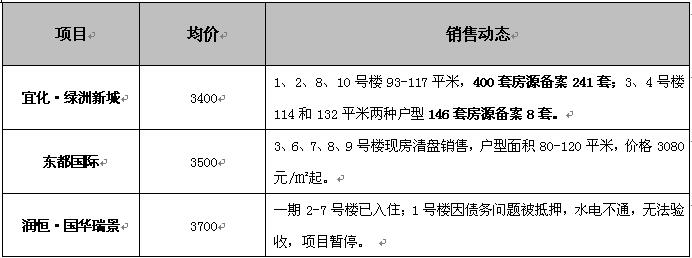 项目 均价 销售动态
宜化·绿洲新城 3400 1、2、8、10 号楼 93-117 平米，400 套房源备案 241 套；3、4 号楼
114 和 132 平米两种户型 146 套房源备案 8 套。
东都国际 3500 3、6、7、8、9 号楼现房清盘销售，户型面积 80-120 平米，价格 3080
元/㎡起。
润恒·国华瑞景 3700 一期 2-7 号楼已入住；1 号楼因债务问题被抵押，水电不通，无法验
收，项目暂停。